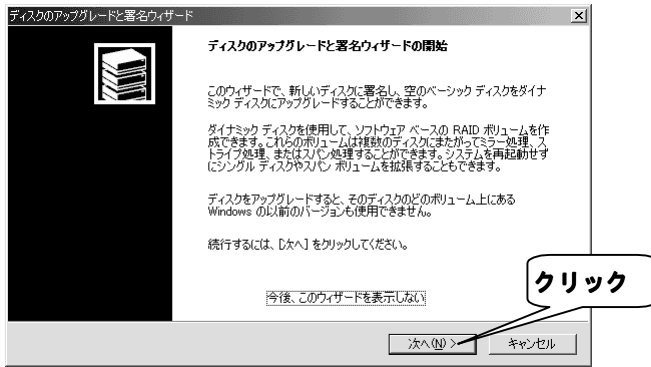 ディスクのアップグレードと署名ウィザード
ディスクのアップグレードと署名ウィザードの開始
このウィザードで、新しいディスクに署名し、空のベーシック ディスクをダイナ
ミック ディスクにアップグレードすることができます。
ダイナミック ディスクを使用して、ソフトウェア ベースの RAID ボリュームを作
成できます。これらのボリュームは複数のディスクにまたがってミラー処理、ス
トライプ処理、またはスパン処理することができます。システムを再起動せず
にシングル ディスクやスパン ボリュームを拡張することもできます。
ディスクをアップグレードすると、そのディスクのどのボリューム上にある
Windows の以前のバージョンも使用できません。
続行するには、[次へ] をクリックしてください。
今後、このウィザードを表示しない
クリック
次へ(N) >
キャンセル